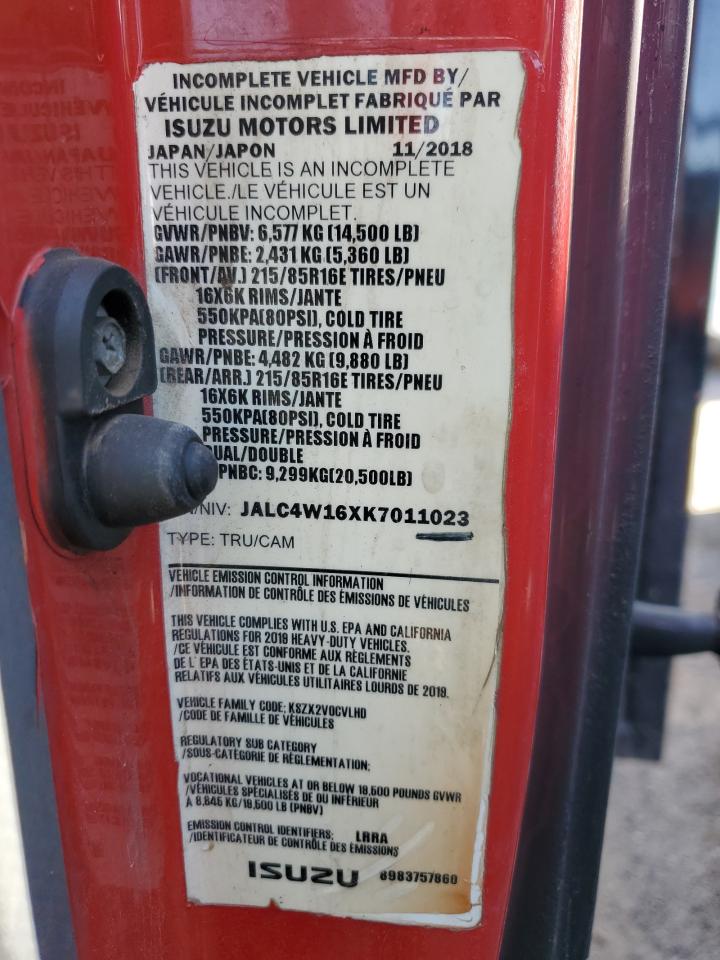 INCOMPLETE VEHICLE MFD BY/
VÉHICULE INCOMPLET FABRIQUÉ PAR
ISUZU MOTORS LIMITED
JAPAN/JAPON 11/2018
THIS VEHICLE IS AN INCOMPLETE
VEHICLE./LE VÉHICULE EST UN
VÉHICULE INCOMPLET.
GVWR/PNBV: 6,577 KG (14,500 LB)
GAWR/PNBE: 2,431 KG (5,360 LB)
(FRONT/AV.) 215/85R16E TIRES/PNEU
16X6K RIMS/JANTE
550KPA(80PSI), COLD TIRE
PRESSURE/PRESSION À FROID
GAWR/PNBE: 4,482 KG (9,880 LB)
(REAR/ARR.) 215/85R16E TIRES/PNEU
16X6K RIMS/JANTE
550KPA(80PSI), COLD TIRE
PRESSURE/PRESSION À FROID
UAL/DOUBLE
PNBC: 9,299KG(20,500LB)
/NIV: JALC4W16XK7011023
TYPE: TRU/CAM
VEHICLE EMISSION CONTROL INFORMATION
/INFORMATION DE CONTRÔLE DES ÉMISSIONS DE VÉHICULES
THIS VEHICLE COMPLIES WITH U.S. EPA AND CALIFORNIA
REGULATIONS FOR 2019 HEAVY-DUTY VEHICLES.
/CE VÉHICULE EST CONFORME AUX RÈGLEMENTS
DE L'EPA DES ÉTATS-UNIS ET DE LA CALIFORNIE
RELATIFS AUX VÉHICULES UTILITAIRES LOURDS DE 2019.
VEHICLE FAMILY CODE: KSZX2VOCVLHD
/CODE DE FAMILLE DE VÉHICULES
REGULATORY SUB CATEGORY
/SOUS-CATÉGORIE DE RÉGLEMENTATION:
VOCATIONAL VEHICLES AT OR BELOW 19,500 POUNDS GVWR
/VÉHICULES SPÉCIALISÉS DE OU INFÉRIEUR
À 8,845 KG/19,500 LB (PNBV)
EMISSION CONTROL IDENTIFIERS: LRRA
/IDENTIFICATEUR DE CONTRÔLE DES ÉMISSIONS
ISUZU 8983757860